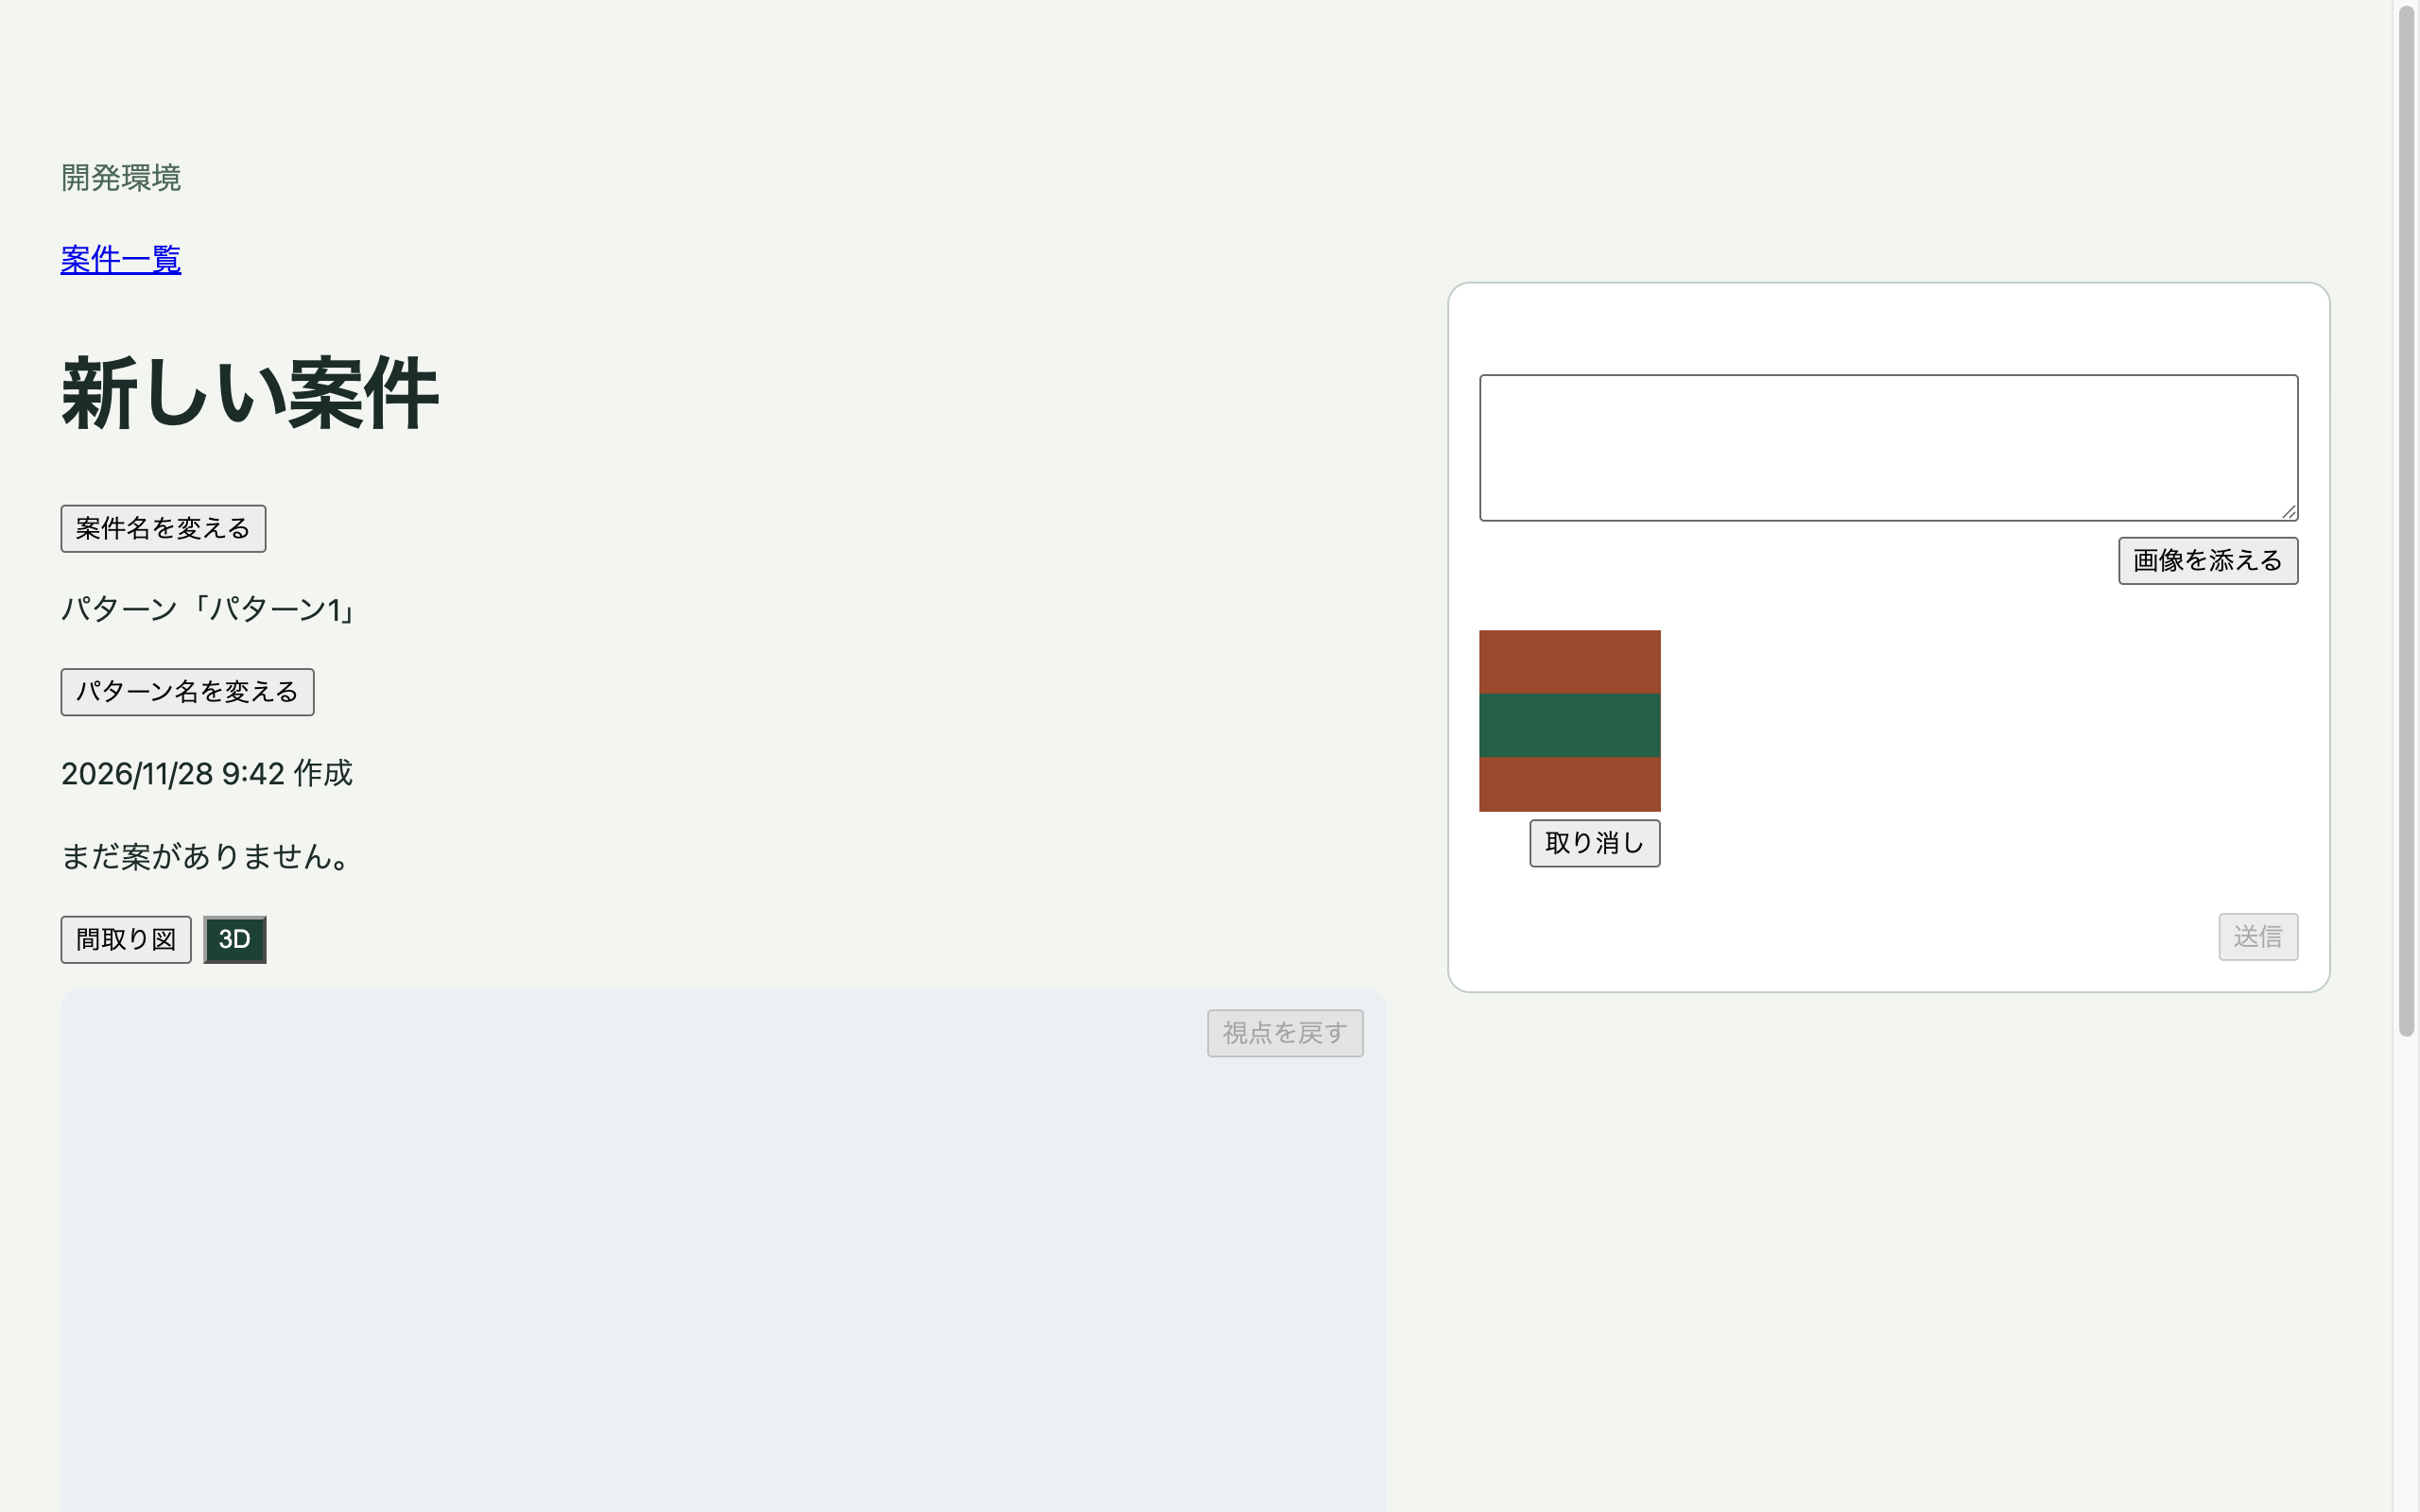 開発環境
案件一覧
新しい案件
案件名を変える
パターン「パターン1」
パターン名を変える
2026/11/28 9:42 作成
まだ案がありません。
間取り図 3D
視点を戻す
画像を添える
取り消し
送信